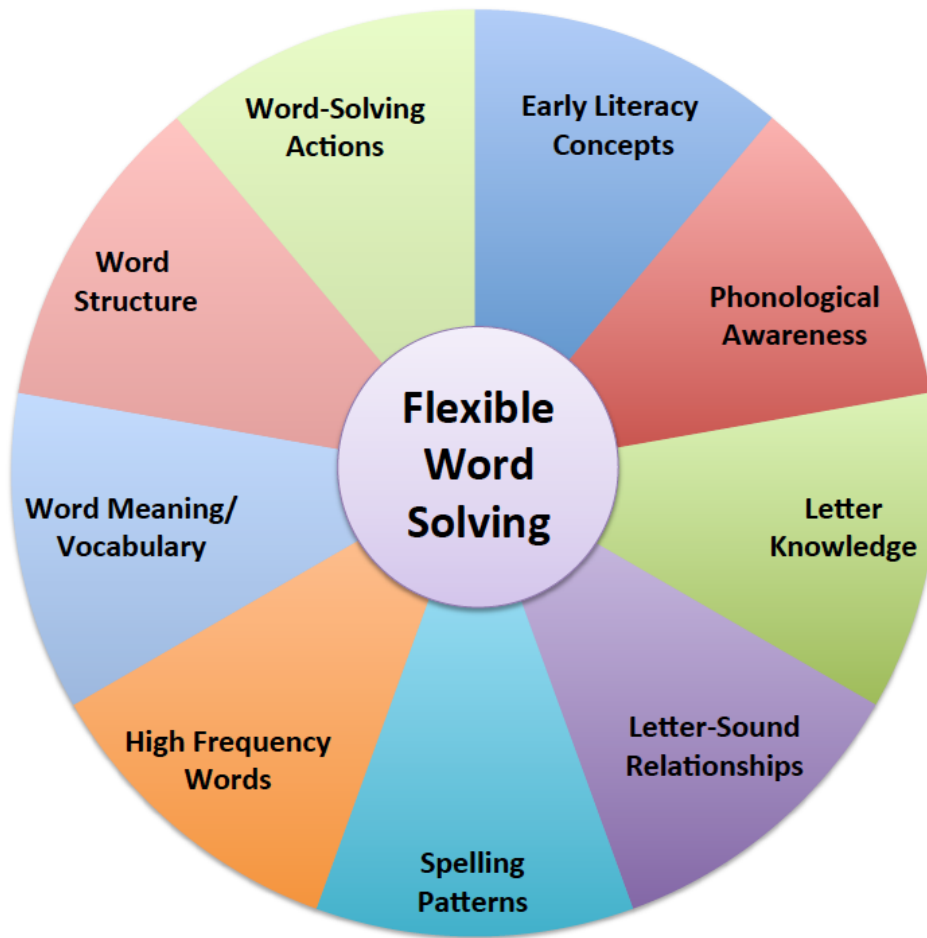 Early Literacy
Concepts
Phonological
Awareness
Letter
Knowledge
Letter-Sound
Relationships
Spelling
Patterns
High Frequency
Words
Word Meaning/
Vocabulary
Word
Structure
Word-Solving
Actions
Flexible
Word
Solving